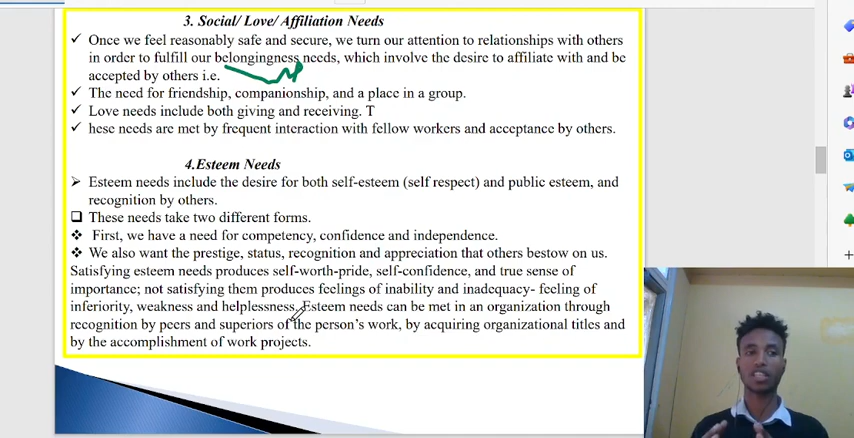 3. Social/ Love/ Affiliation Needs
✓ Once we feel reasonably safe and secure, we turn our attention to relationships with others
in order to fulfill our belongingness needs, which involve the desire to affiliate with and be
accepted by others i.e.
✓ The need for friendship, companionship, and a place in a group.
✓ Love needs include both giving and receiving. T
✓ hese needs are met by frequent interaction with fellow workers and acceptance by others.
4.Esteem Needs
➢ Esteem needs include the desire for both self-esteem (self respect) and public esteem, and
recognition by others.
❑ These needs take two different forms.
❖ First, we have a need for competency, confidence and independence.
❖ We also want the prestige, status, recognition and appreciation that others bestow on us.
Satisfying esteem needs produces self-worth-pride, self-confidence, and true sense of
importance; not satisfying them produces feelings of inability and inadequacy- feeling of
inferiority, weakness and helplessness. Esteem needs can be met in an organization through
recognition by peers and superiors of the person's work, by acquiring organizational titles and
by the accomplishment of work projects.